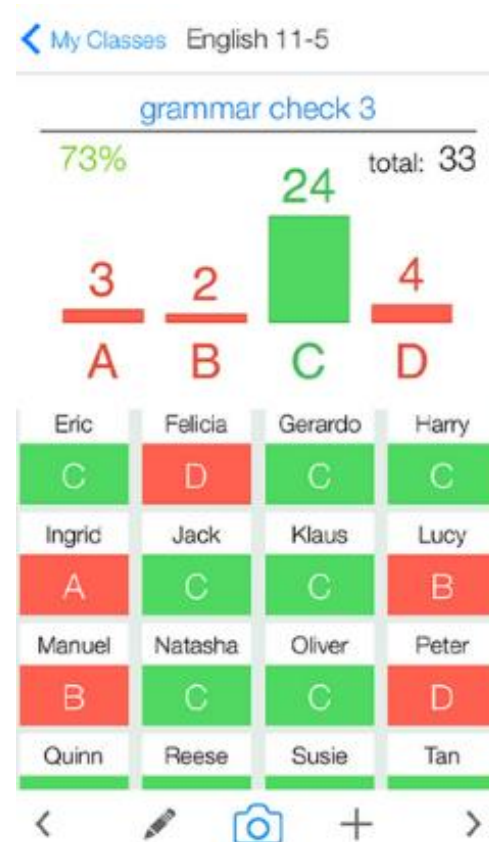 My Classes English 11-5
grammar check 3
73% total: 33
24
3 2 4
A B C D
Eric Felicia Gerardo Harry
C D C C
Ingrid Jack Klaus Lucy
A C C B
Manuel Natasha Oliver Peter
B C C D
Quinn Reese Susie Tan